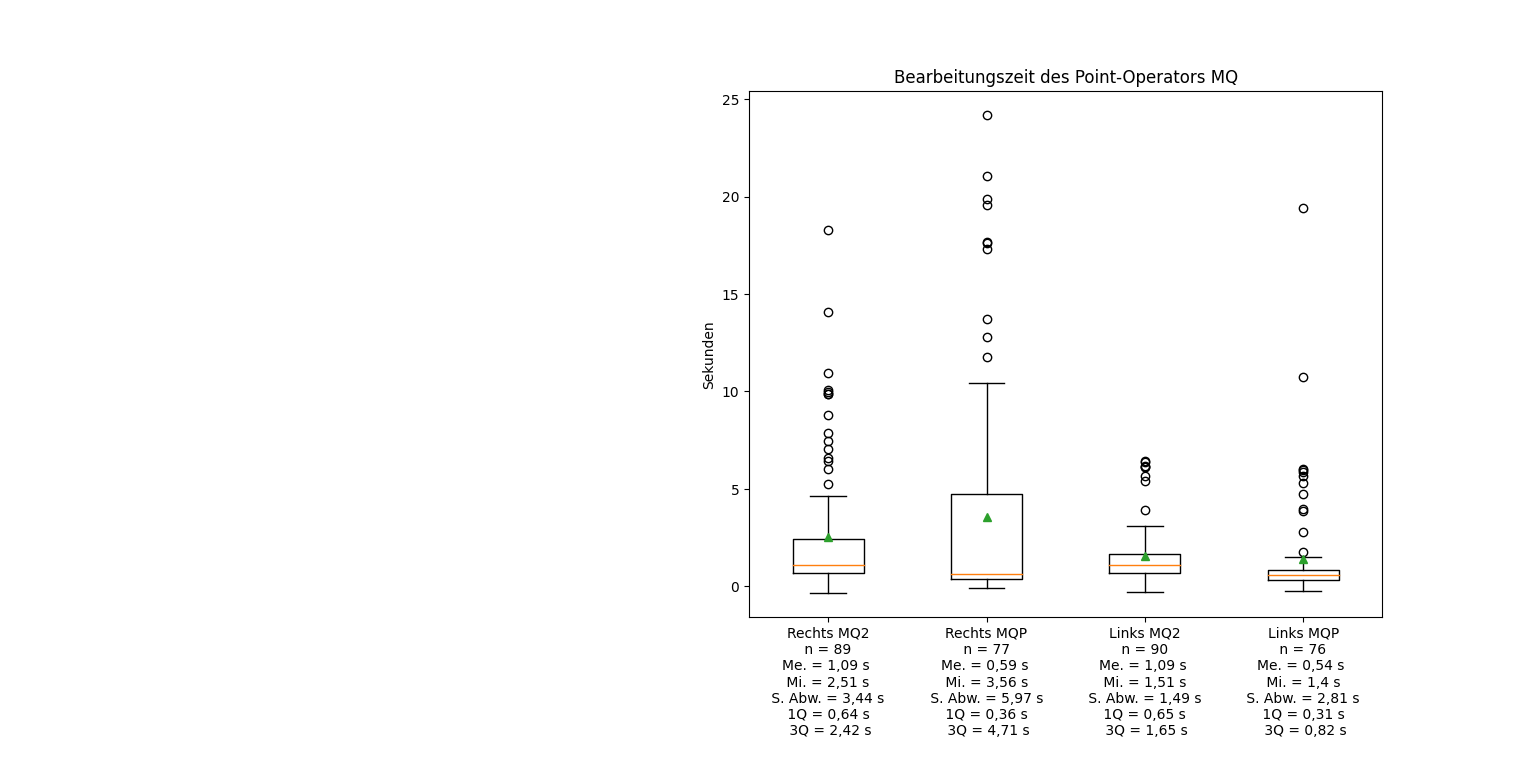 Bearbeitungszeit des Point-Operators MQ
25
20
15
10
5
0
Sekunden
Rechts MQ2
n = 89
Me. = 1,09 s
Mi. = 2,51 s
S. Abw. = 3,44 s
1Q = 0,64 s
3Q = 2,42 s
Rechts MQP
n = 77
Me. = 0,59 s
Mi. = 3,56 s
S. Abw. = 5,97 s
1Q = 0,36 s
3Q = 4,71 s
Links MQ2
n = 90
Me. = 1,09 s
Mi. = 1,51 s
S. Abw. = 1,49 s
1Q = 0,65 s
3Q = 1,65 s
Links MQP
n = 76
Me. = 0,54 s
Mi. = 1,4 s
S. Abw. = 2,81 s
1Q = 0,31 s
3Q = 0,82 s